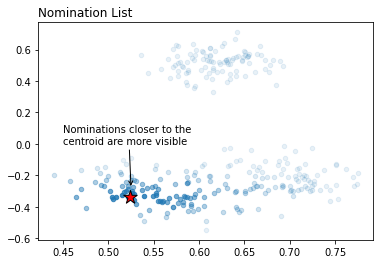 Nomination List
0.6
0.4
0.2
0.0
−0.2
−0.4
−0.6
Nominations closer to the
centroid are more visible
0.45 0.50 0.55 0.60 0.65 0.70 0.75